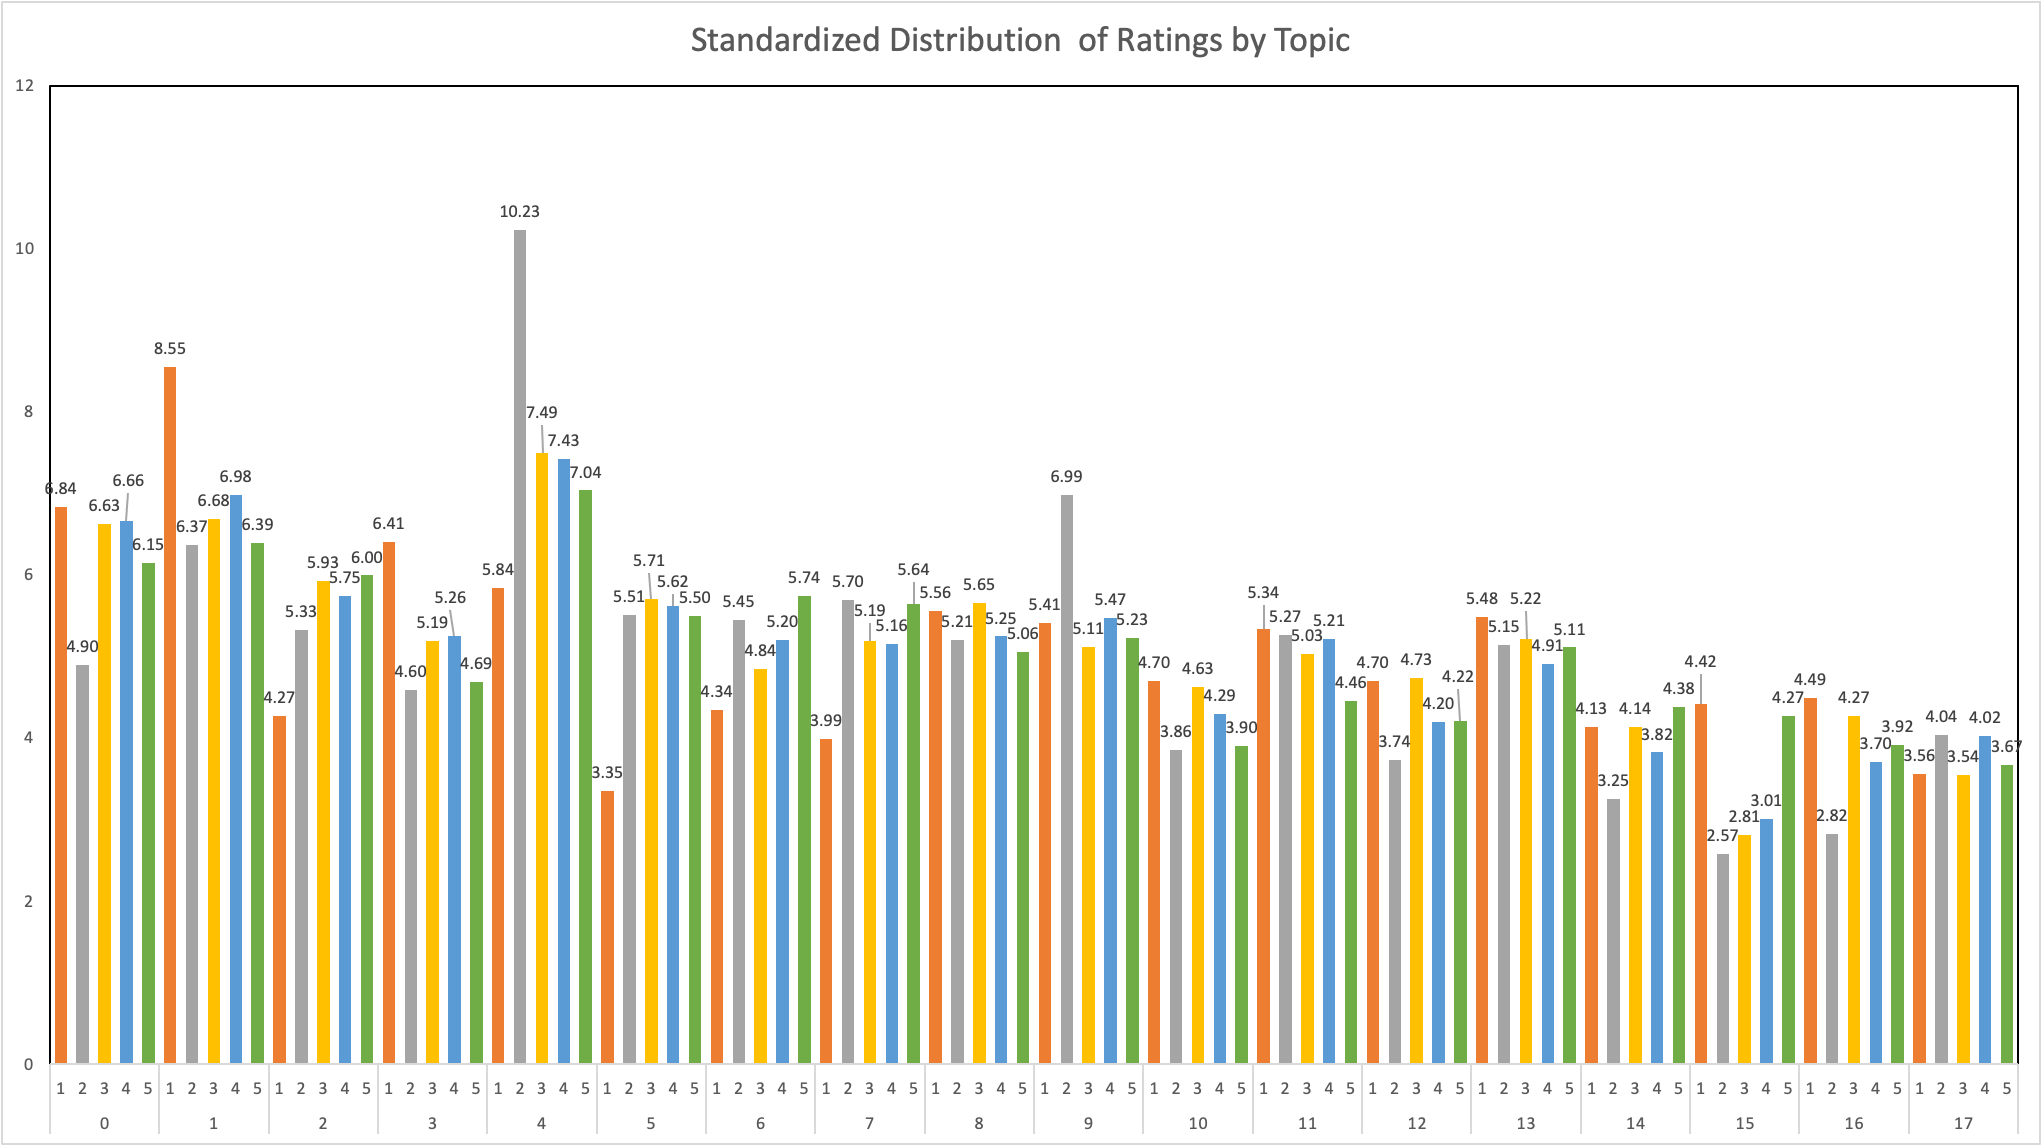 Standardized Distribution  of Ratings by Topic
12
10
8
6
4
2
0
6.84 4.90 6.63 6.66 6.15
8.55 6.37 6.68 6.98 6.39
4.27 5.33 5.93 5.75 6.00
6.41 4.60 5.19 5.26 4.69
5.84 10.23 7.49 7.43 7.04
3.35 5.51 5.71 5.62 5.50
4.34 5.45 4.84 5.20 5.74
3.99 5.70 5.19 5.16 5.64
5.56 5.21 5.65 5.25 5.06
5.41 6.99 5.11 5.47 5.23
4.70 3.86 4.63 4.29 3.90
5.34 5.27 5.03 5.21 4.46
4.70 3.74 4.73 4.20 4.22
5.48 5.15 5.22 4.91 5.11
4.13 3.25 4.14 3.82 4.38
4.42 2.57 2.81 3.01 4.27
4.49 2.82 4.27 3.70 3.92
3.56 4.04 3.54 4.02 3.67
1 2 3 4 5 1 2 3 4 5 1 2 3 4 5 1 2 3 4 5 1 2 3 4 5 1 2 3 4 5 1 2 3 4 5 1 2 3 4 5 1 2 3 4 5 1 2 3 4 5 1 2 3 4 5 1 2 3 4 5 1 2 3 4 5 1 2 3 4 5 1 2 3 4 5 1 2 3 4 5 1 2 3 4 5 1 2 3 4 5
0 1 2 3 4 5 6 7 8 9 10 11 12 13 14 15 16 17